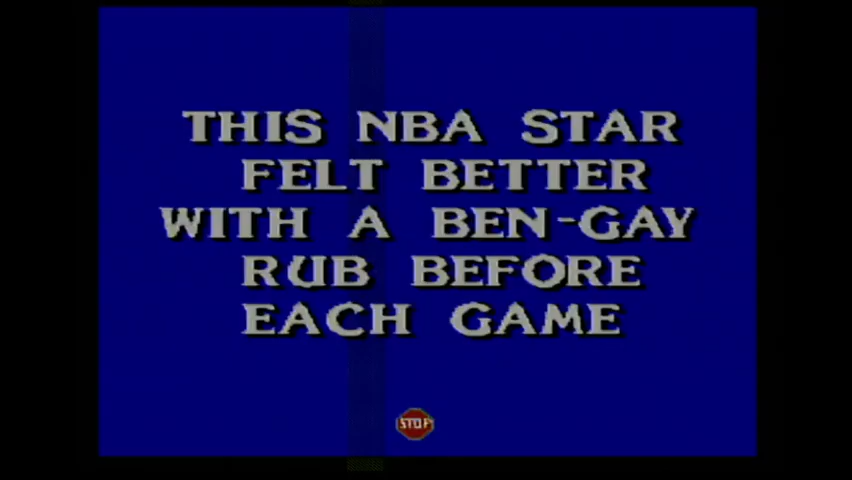 THIS NBA STAR
FELT BETTER
WITH A BEN-GAY
RUB BEFORE
EACH GAME
STOP